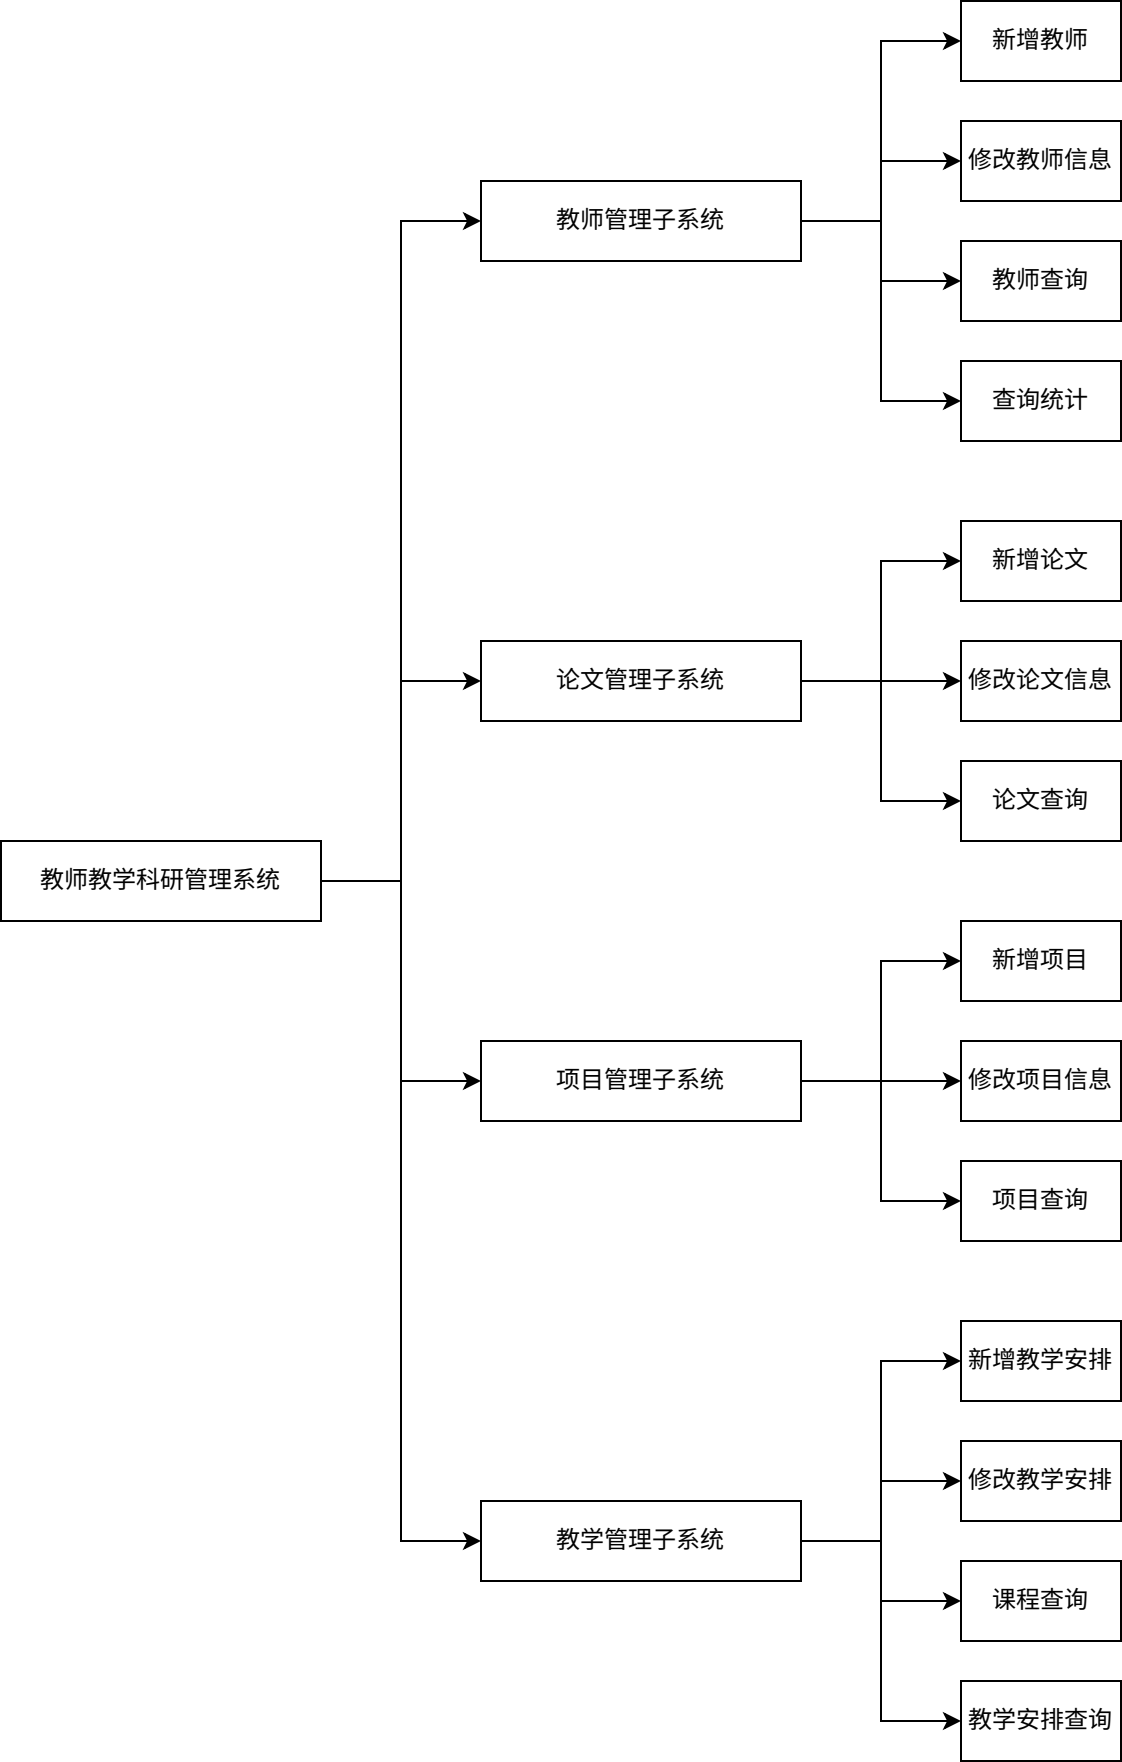 教师教学科研管理系统
教师管理子系统
新增教师
修改教师信息
教师查询
查询统计
论文管理子系统
新增论文
修改论文信息
论文查询
项目管理子系统
新增项目
修改项目信息
项目查询
教学管理子系统
新增教学安排
修改教学安排
课程查询
教学安排查询